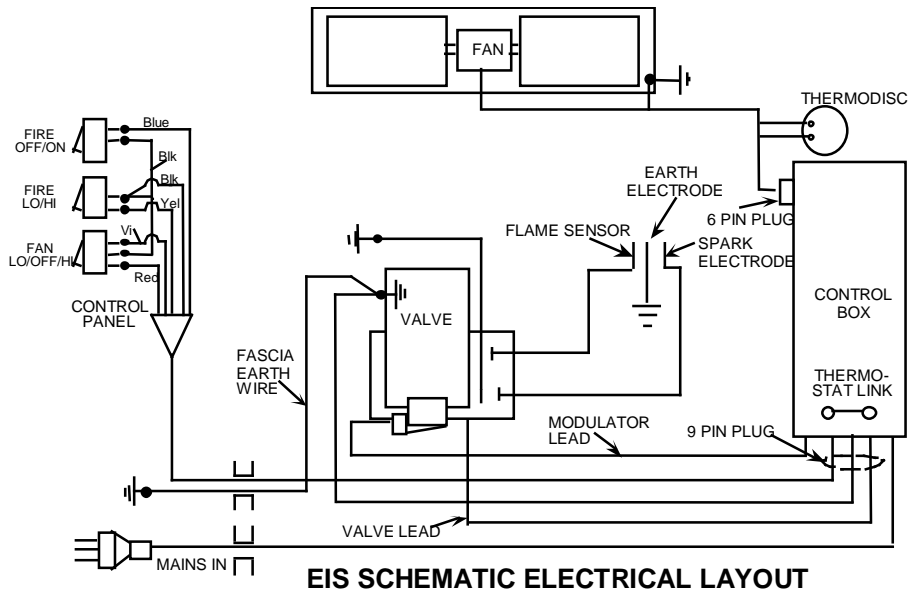 FAN
THERMODISC
Blue
FIRE
OFF/ON
Blk
Blk
FIRE
LO/HI
Yel
EARTH
ELECTRODE
6 PIN PLUG
FLAME SENSOR
SPARK
ELECTRODE
Vi
FAN
LO/OFF/HI
Red
CONTROL
PANEL
VALVE
CONTROL
BOX
FASCIA
EARTH
WIRE
THERMO-
STAT LINK
MODULATOR
LEAD
9 PIN PLUG
VALVE LEAD
MAINS IN
EIS SCHEMATIC ELECTRICAL LAYOUT